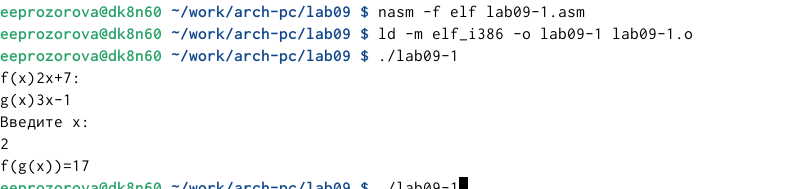 eeprozorova@dk8n60 ~/work/arch-pc/lab09 $ nasm -f elf lab09-1.asm
eeprozorova@dk8n60 ~/work/arch-pc/lab09 $ ld -m elf_i386 -o lab09-1 lab09-1.o
eeprozorova@dk8n60 ~/work/arch-pc/lab09 $ ./lab09-1
f(x)2x+7:
g(x)3x-1
Введите x:
2
f(g(x))=17
eeprozorova@dk8n60 ~/work/arch-pc/lab09 $ ./lab09-1